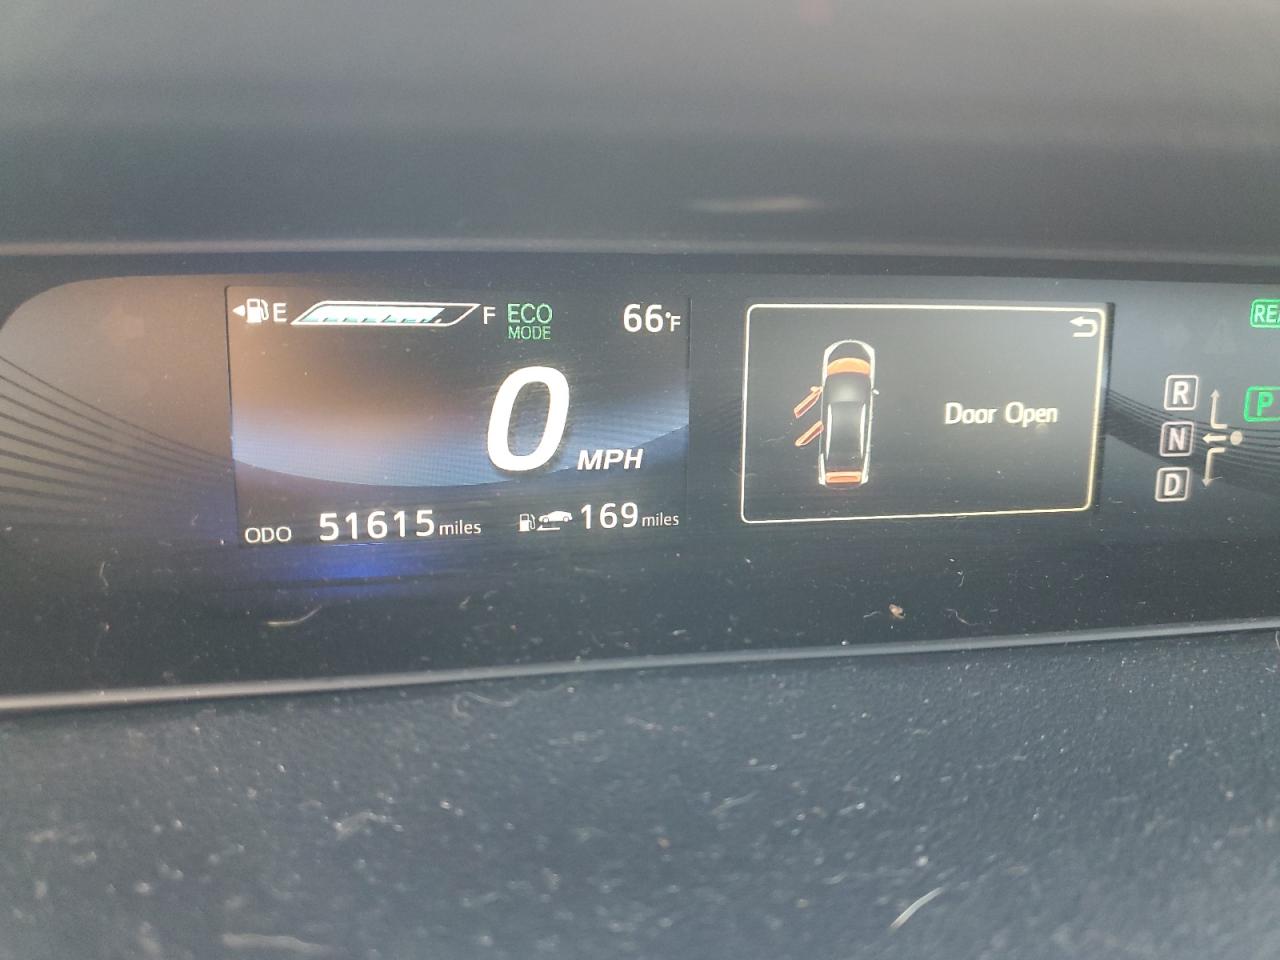 E F ECO MODE 66°F
0 MPH
ODO 51615 miles 169 miles
Door Open
R
N
D
P